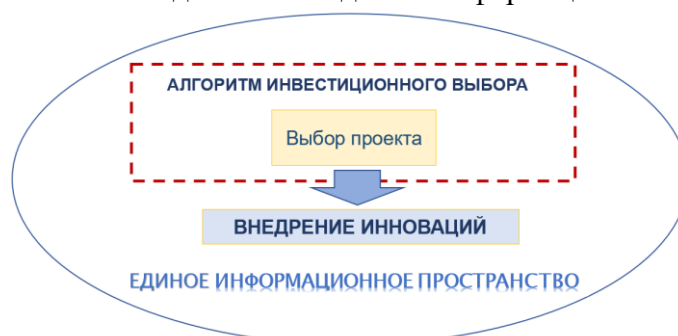 АЛГОРИТМ ИНВЕСТИЦИОННОГО ВЫБОРА
Выбор проекта
ВНЕДРЕНИЕ ИННОВАЦИЙ
ЕДИНОЕ ИНФОРМАЦИОННОЕ ПРОСТРАНСТВО